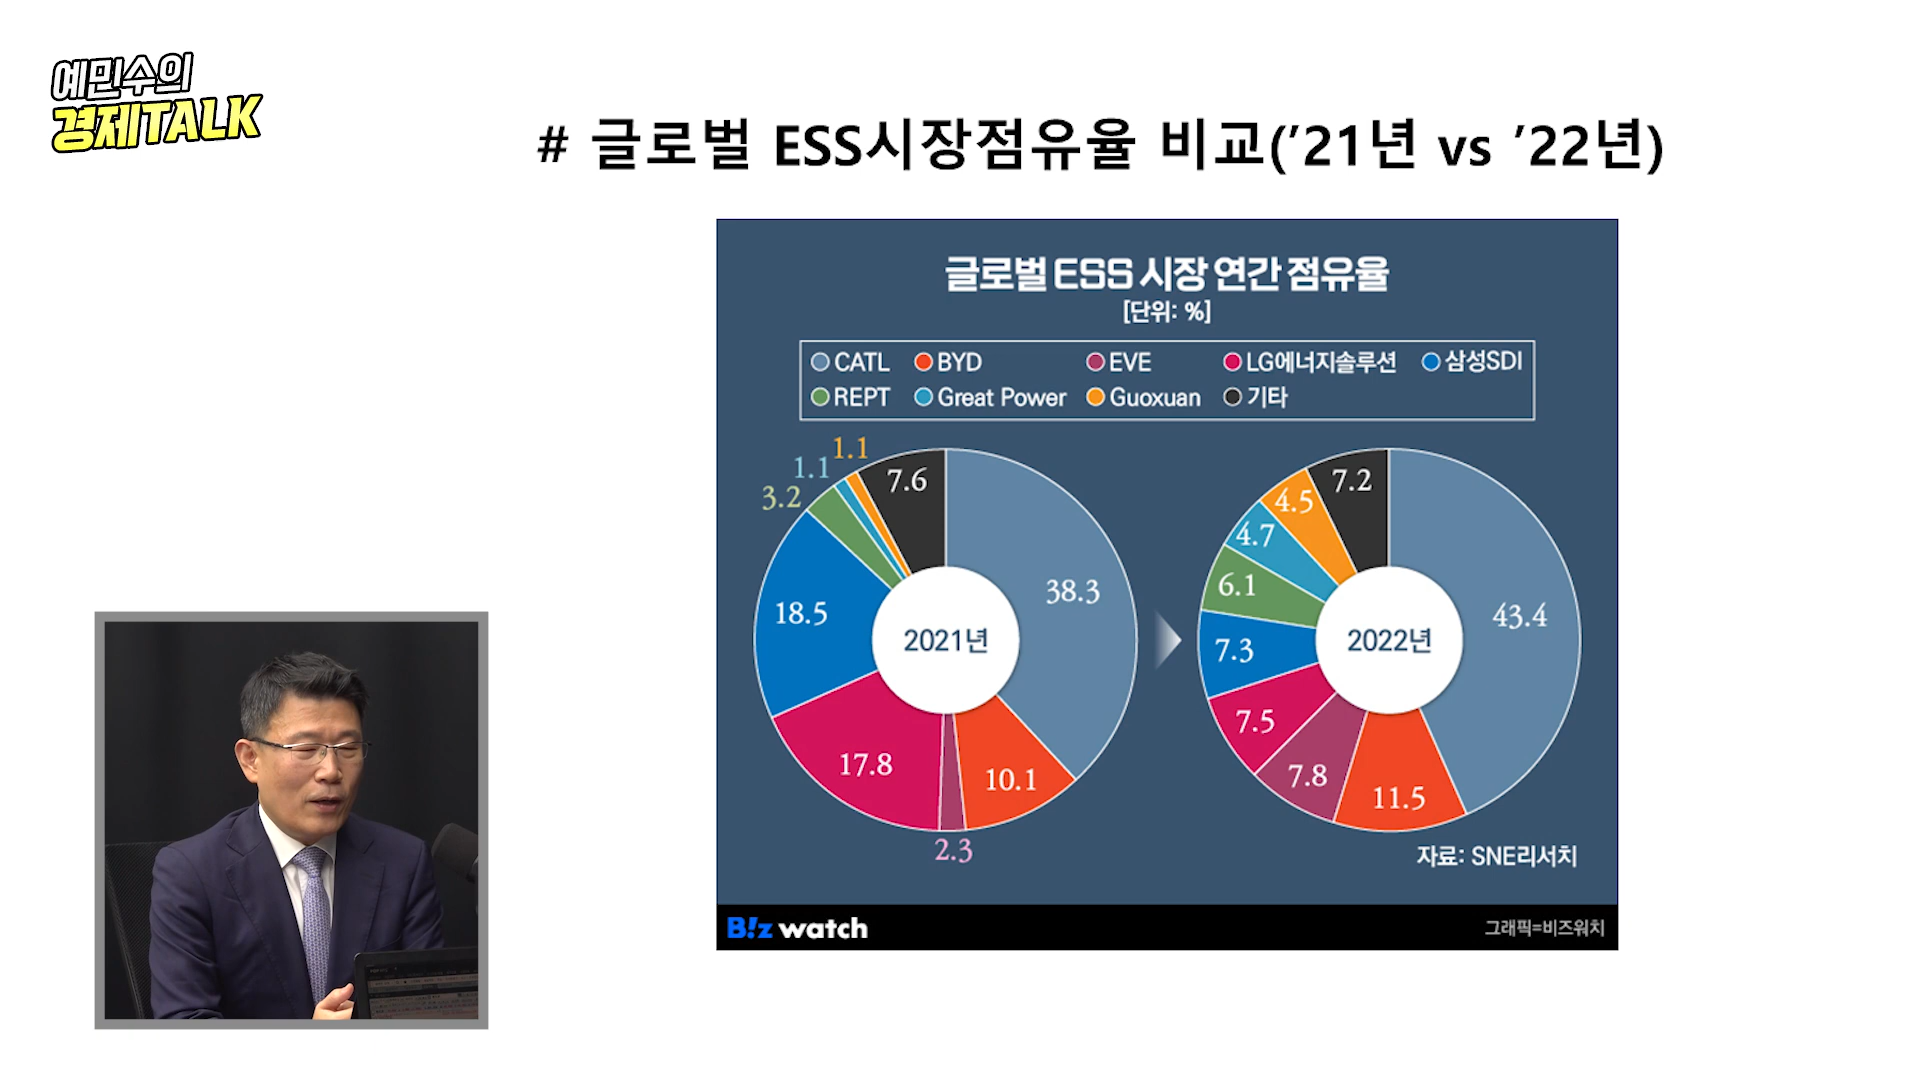 예민수의
경제TALK
# 글로벌 ESS시장점유율 비교('21년 vs '22년)
글로벌 ESS 시장 연간 점유율
[단위: %]
CATL BYD EVE LG에너지솔루션 삼성SDI
REPT Great Power Guoxuan 기타
1.1
1.1
3.2
7.6
18.5
38.3
2021년
17.8
10.1
2.3
7.2
4.5
4.7
6.1
43.4
7.3
2022년
7.5
7.8
11.5
자료: SNE리서치
B!z watch
그래픽=비즈워치